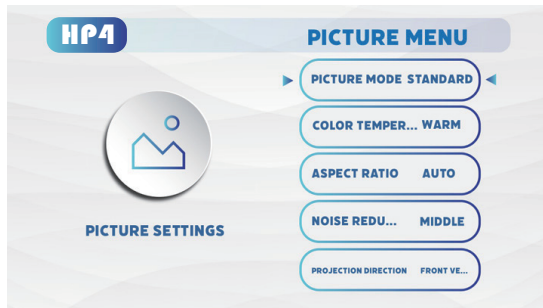 HP4
PICTURE MENU
PICTURE MODE STANDARD
COLOR TEMPER... WARM
ASPECT RATIO AUTO
NOISE REDU... MIDDLE
PROJECTION DIRECTION FRONT VE...
PICTURE SETTINGS